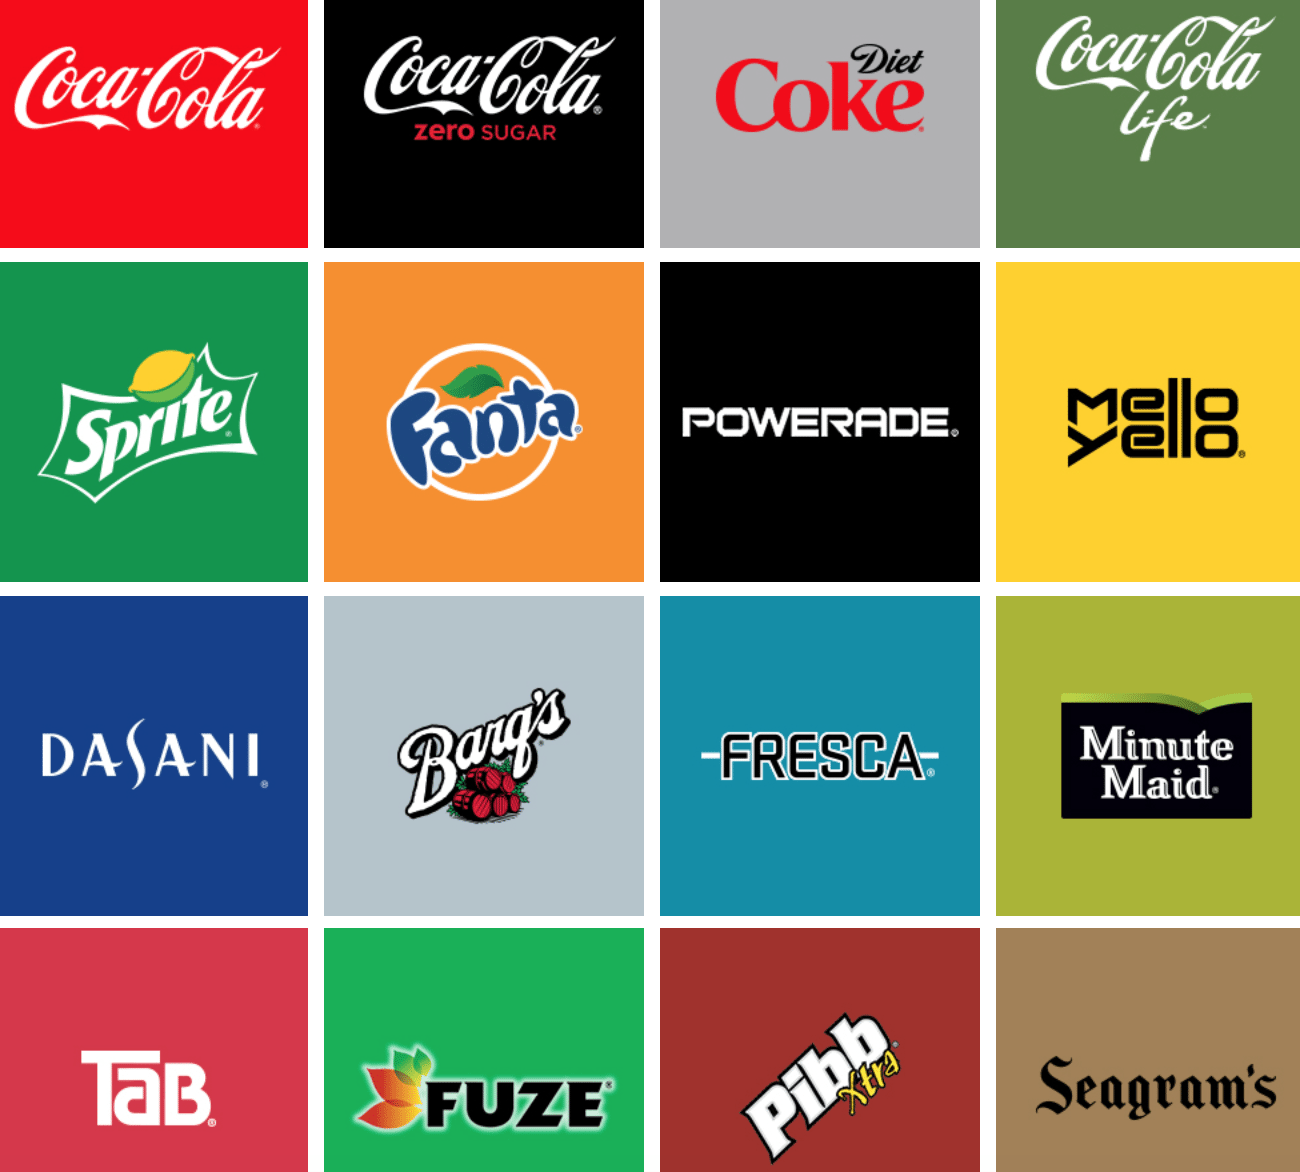 Coca-Cola
Coca-Cola®
zero SUGAR
Diet
Coke®
Coca-Cola
life™
Sprite®
Fanta®
POWERADE®
mello
yello®
DASANI®
Barq's®
FRESCA®
Minute
Maid®
TaB®
FUZE®
Pibb®
Xtra
Seagram's